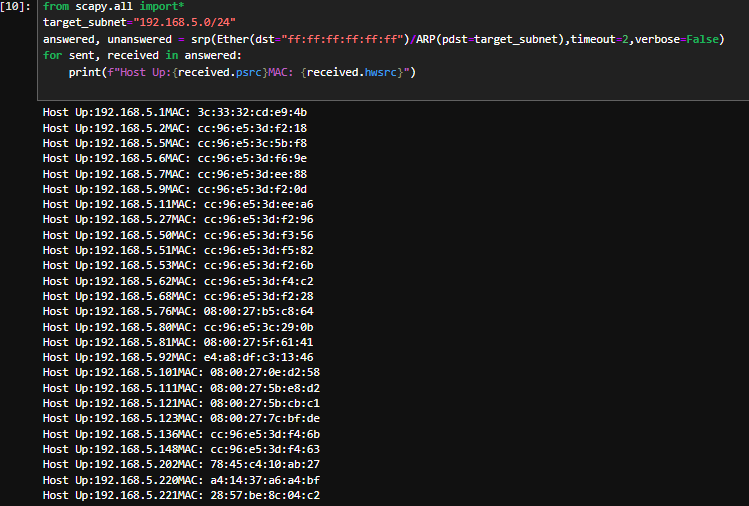 [10]: from scapy.all import*
target_subnet="192.168.5.0/24"
answered, unanswered = srp(Ether(dst="ff:ff:ff:ff:ff:ff")/ARP(pdst=target_subnet),timeout=2,verbose=False)
for sent, received in answered:
    print(f"Host Up:{received.psrc}MAC: {received.hwsrc}")
Host Up:192.168.5.1MAC: 3c:33:32:cd:e9:4b
Host Up:192.168.5.2MAC: cc:96:e5:3d:f2:18
Host Up:192.168.5.5MAC: cc:96:e5:3c:5b:f8
Host Up:192.168.5.6MAC: cc:96:e5:3d:f6:9e
Host Up:192.168.5.7MAC: cc:96:e5:3d:ee:88
Host Up:192.168.5.9MAC: cc:96:e5:3d:f2:0d
Host Up:192.168.5.11MAC: cc:96:e5:3d:ee:a6
Host Up:192.168.5.27MAC: cc:96:e5:3d:f2:96
Host Up:192.168.5.50MAC: cc:96:e5:3d:f3:56
Host Up:192.168.5.51MAC: cc:96:e5:3d:f5:82
Host Up:192.168.5.53MAC: cc:96:e5:3d:f2:6b
Host Up:192.168.5.62MAC: cc:96:e5:3d:f4:c2
Host Up:192.168.5.68MAC: cc:96:e5:3d:f2:28
Host Up:192.168.5.76MAC: 08:00:27:b5:c8:64
Host Up:192.168.5.80MAC: cc:96:e5:3c:29:0b
Host Up:192.168.5.81MAC: 08:00:27:5f:61:41
Host Up:192.168.5.92MAC: e4:a8:df:c3:13:46
Host Up:192.168.5.101MAC: 08:00:27:0e:d2:58
Host Up:192.168.5.111MAC: 08:00:27:5b:e8:d2
Host Up:192.168.5.121MAC: 08:00:27:5b:cb:c1
Host Up:192.168.5.123MAC: 08:00:27:7c:bf:de
Host Up:192.168.5.136MAC: cc:96:e5:3d:f4:6b
Host Up:192.168.5.148MAC: cc:96:e5:3d:f4:63
Host Up:192.168.5.202MAC: 78:45:c4:10:ab:27
Host Up:192.168.5.220MAC: a4:14:37:a6:a4:bf
Host Up:192.168.5.221MAC: 28:57:be:8c:04:c2